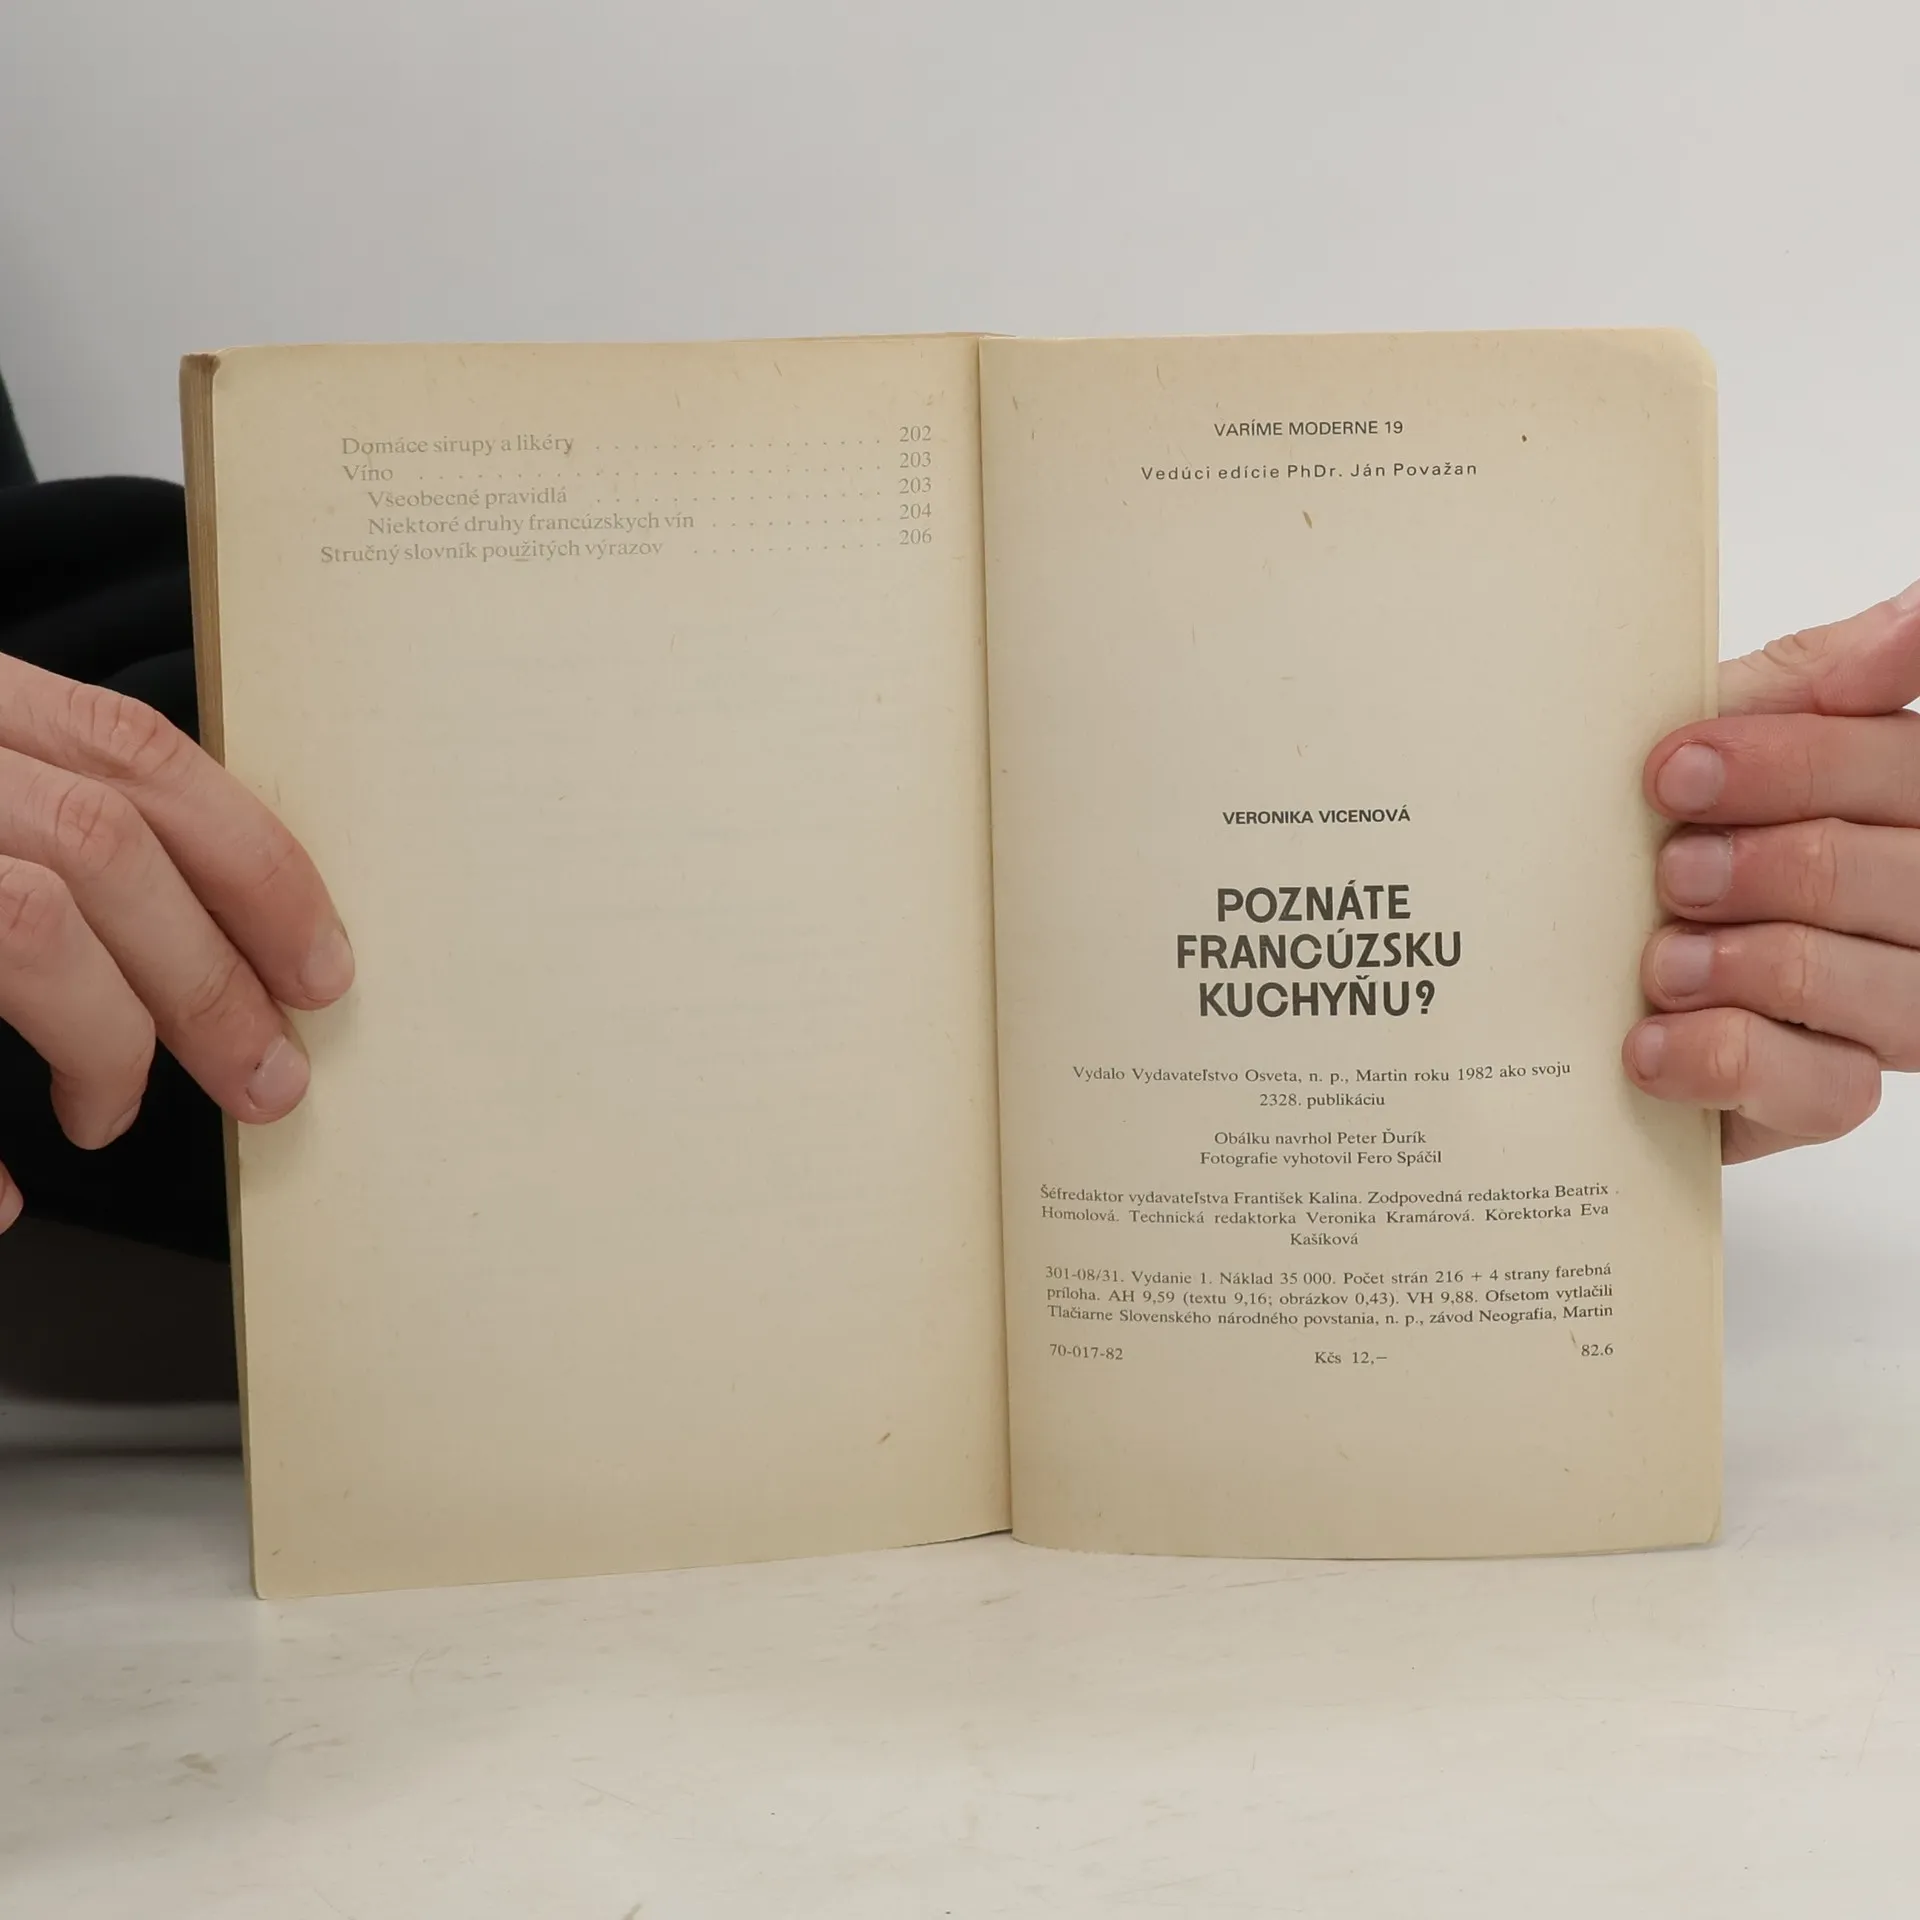 Domáce sirupy a likéry . . . . . . . . . . . . . . . 202
Víno . . . . . . . . . . . . . . . . . . . . . . 203
Všeobecné pravidlá . . . . . . . . . . . . . . . 203
Niektoré druhy francúzskych vín . . . . . . . . . . 204
Stručný slovník použitých výrazov . . . . . . . . . . . 206
VARÍME MODERNE 19
Vedúci edície PhDr. Ján Považan
VERONIKA VICENOVÁ
POZNÁTE
FRANCÚZSKU
KUCHYŇU?
Vydalo Vydavateľstvo Osveta, n. p., Martin roku 1982 ako svoju
2328. publikáciu
Obálku navrhol Peter Ďurík
Fotografie vyhotovil Fero Spáčil
Šéfredaktor vydavateľstva František Kalina. Zodpovedná redaktorka Beatrix
Homolová. Technická redaktorka Veronika Kramárová. Korektorka Eva
Kašíková
301-08/31. Vydanie 1. Náklad 35 000. Počet strán 216 + 4 strany farebná
príloha. AH 9,59 (textu 9,16; obrázkov 0,43). VH 9,88. Ofsetom vytlačili
Tlačiarne Slovenského národného povstania, n. p., závod Neografia, Martin
70-017-82 Kčs 12,— 82.6